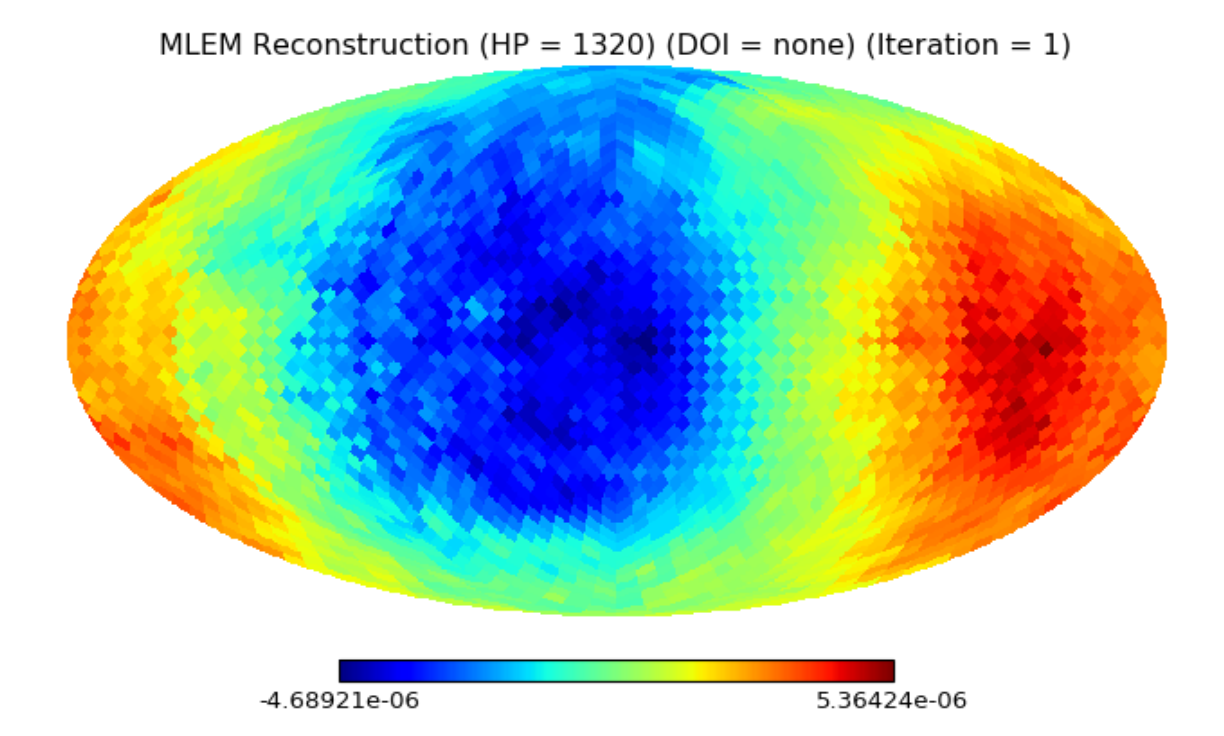 MLEM Reconstruction (HP = 1320) (DOI = none) (Iteration = 1)
-4.68921e-06 5.36424e-06